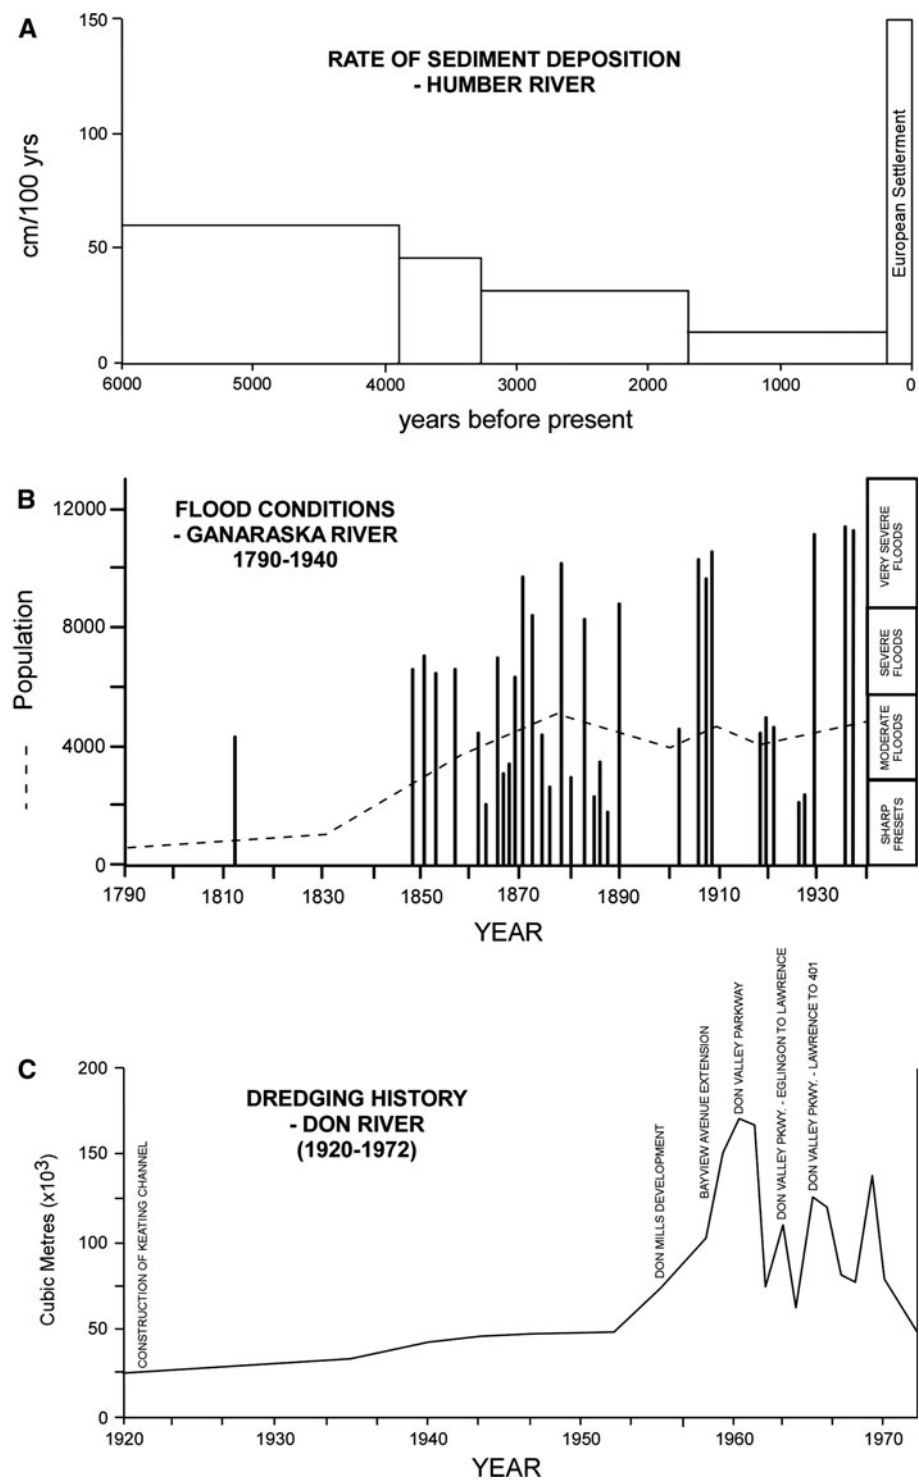 A
RATE OF SEDIMENT DEPOSITION
- HUMBER RIVER
cm/100 yrs
150
100
50
0
European Settlerment
6000 5000 4000 3000 2000 1000 0
years before present
B
FLOOD CONDITIONS
- GANARASKA RIVER
1790-1940
--- Population
12000
8000
4000
0
VERY SEVERE
FLOODS
SEVERE
FLOODS
MODERATE
FLOODS
SHARP
FRESETS
1790 1810 1830 1850 1870 1890 1910 1930
YEAR
C
DREDGING HISTORY
- DON RIVER
(1920-1972)
Cubic Metres (x10³)
200
150
100
50
0
CONSTRUCTION OF KEATING CHANNEL
DON MILLS DEVELOPMENT
BAYVIEW AVENUE EXTENSION
DON VALLEY PARKWAY
DON VALLEY PKWY. - EGLINGON TO LAWRENCE
DON VALLEY PKWY. - LAWRENCE TO 401
1920 1930 1940 1950 1960 1970
YEAR